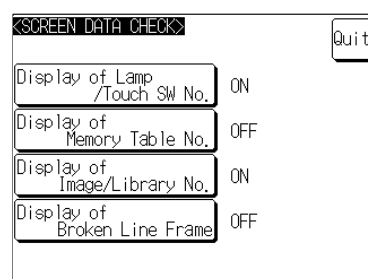 <SCREEN DATA CHECK>
Quit
Display of Lamp
/Touch SW No.
ON
Display of
Memory Table No.
OFF
Display of
Image/Library No.
ON
Display of
Broken Line Frame
OFF